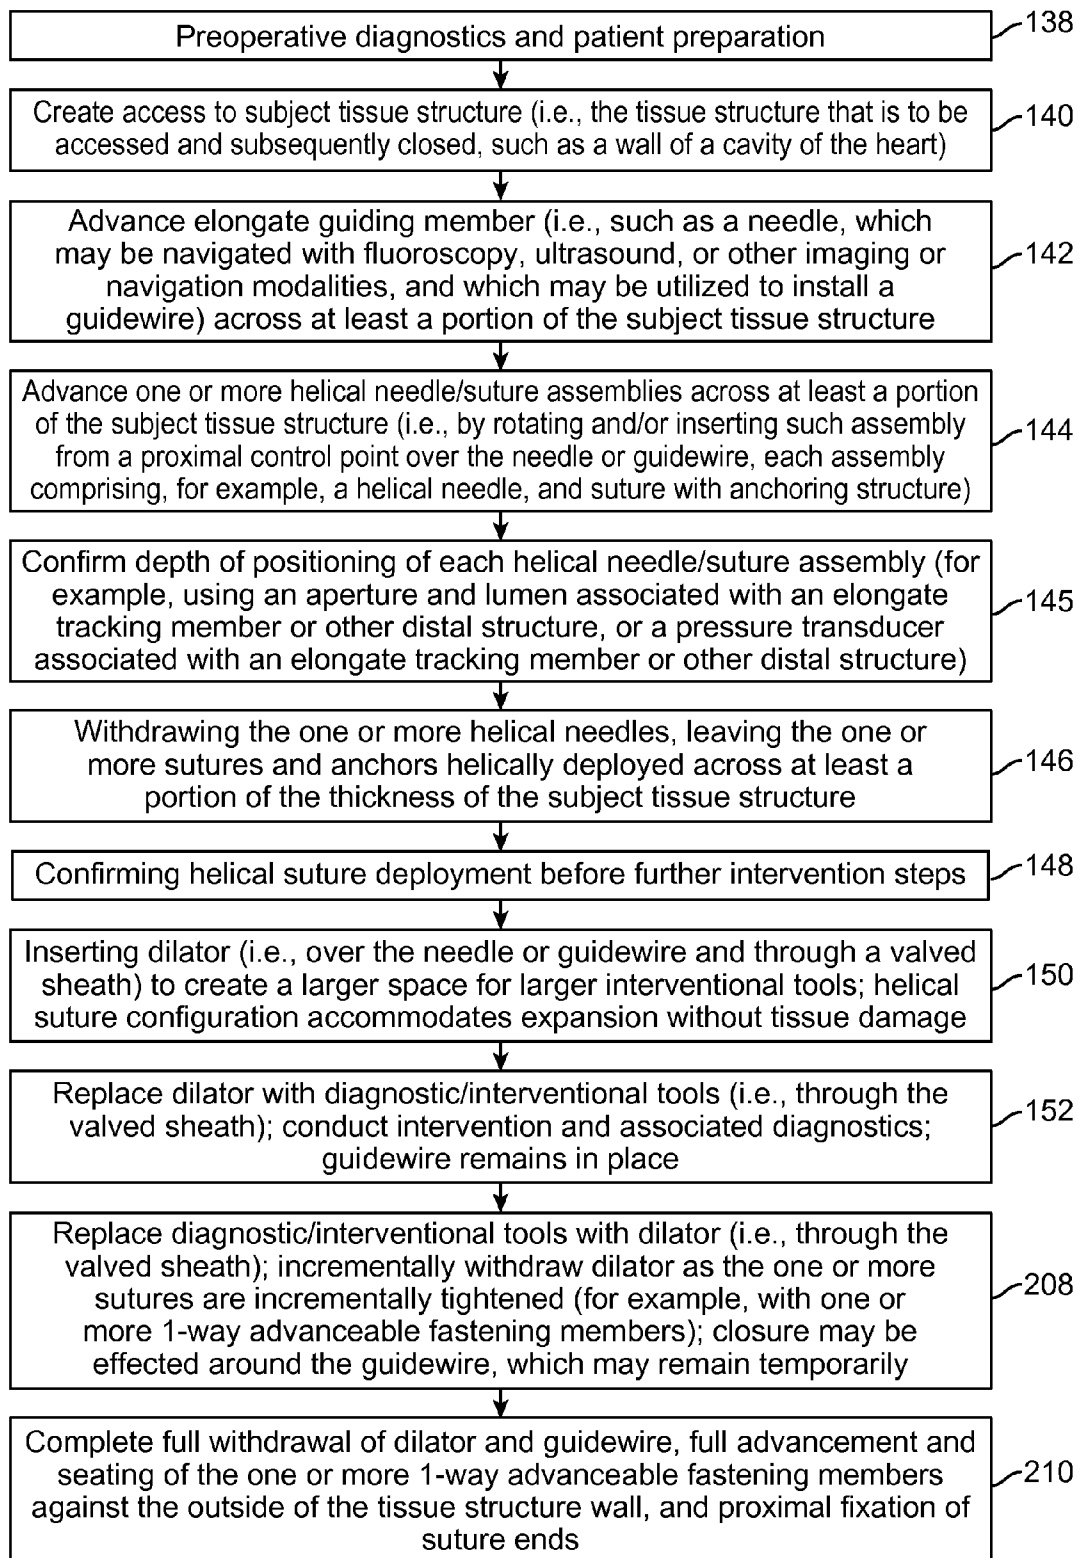 Preoperative diagnostics and patient preparation
138
Create access to subject tissue structure (i.e., the tissue structure that is to be
accessed and subsequently closed, such as a wall of a cavity of the heart)
140
Advance elongate guiding member (i.e., such as a needle, which
may be navigated with fluoroscopy, ultrasound, or other imaging or
navigation modalities, and which may be utilized to install a
guidewire) across at least a portion of the subject tissue structure
142
Advance one or more helical needle/suture assemblies across at least a portion
of the subject tissue structure (i.e., by rotating and/or inserting such assembly
from a proximal control point over the needle or guidewire, each assembly
comprising, for example, a helical needle, and suture with anchoring structure)
144
Confirm depth of positioning of each helical needle/suture assembly (for
example, using an aperture and lumen associated with an elongate
tracking member or other distal structure, or a pressure transducer
associated with an elongate tracking member or other distal structure)
145
Withdrawing the one or more helical needles, leaving the one or
more sutures and anchors helically deployed across at least a
portion of the thickness of the subject tissue structure
146
Confirming helical suture deployment before further intervention steps
148
Inserting dilator (i.e., over the needle or guidewire and through a valved
sheath) to create a larger space for larger interventional tools; helical
suture configuration accommodates expansion without tissue damage
150
Replace dilator with diagnostic/interventional tools (i.e., through the
valved sheath); conduct intervention and associated diagnostics;
guidewire remains in place
152
Replace diagnostic/interventional tools with dilator (i.e., through the
valved sheath); incrementally withdraw dilator as the one or more
sutures are incrementally tightened (for example, with one or
more 1-way advanceable fastening members); closure may be
effected around the guidewire, which may remain temporarily
208
Complete full withdrawal of dilator and guidewire, full advancement and
seating of the one or more 1-way advanceable fastening members
against the outside of the tissue structure wall, and proximal fixation of
suture ends
210